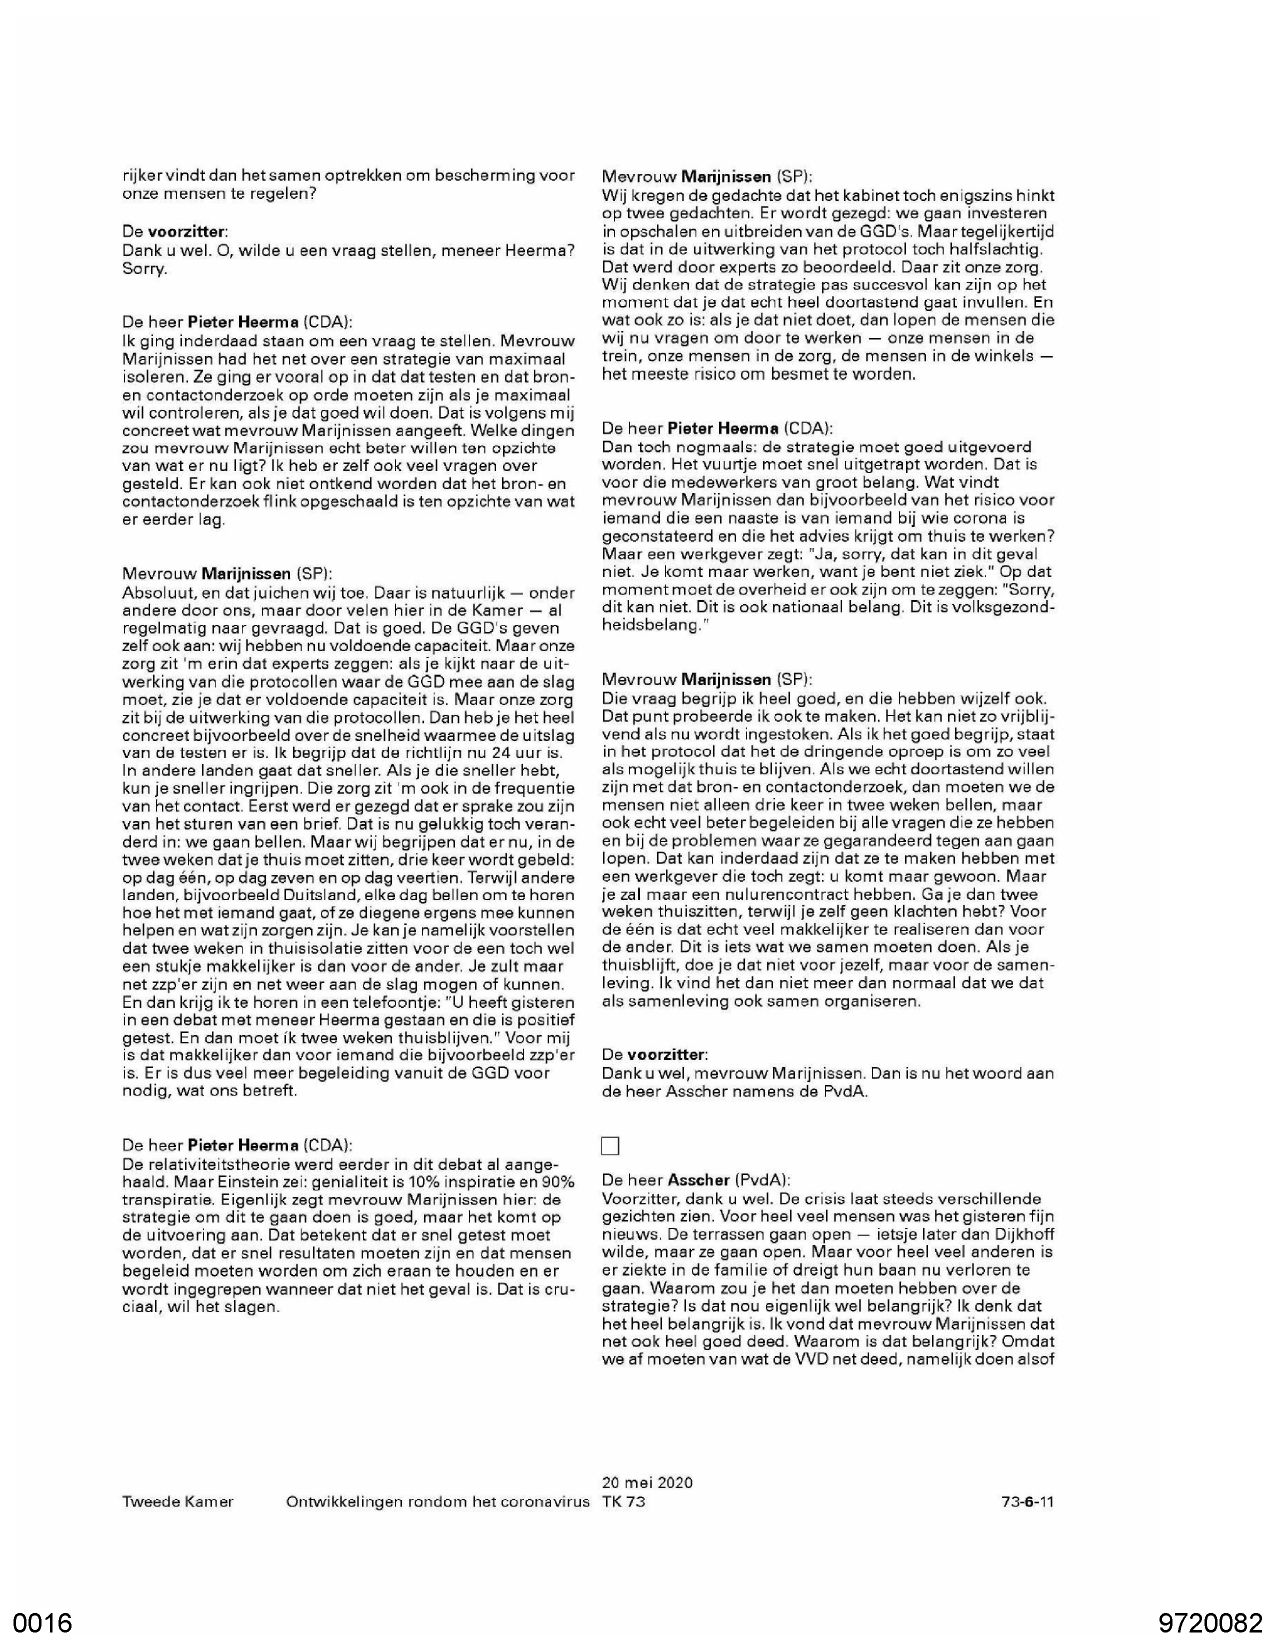 rijker vindt dan het samen optrekken om bescherming voor
onze mensen te regelen?
De voorzitter:
Dank u wel. O, wilde u een vraag stellen, meneer Heerma?
Sorry.
De heer Pieter Heerma (CDA):
Ik ging inderdaad staan om een vraag te stellen. Mevrouw
Marijnissen had het net over een strategie van maximaal
isoleren. Ze ging er vooral op in dat dat testen en dat bron-
en contactonderzoek op orde moeten zijn als je maximaal
wil controleren, als je dat goed wil doen. Dat is volgens mij
concreet wat mevrouw Marijnissen aangeeft. Welke dingen
zou mevrouw Marijnissen echt beter willen ten opzichte
van wat er nu ligt? Ik heb er zelf ook veel vragen over
gesteld. Er kan ook niet ontkend worden dat het bron- en
contactonderzoek flink opgeschaald is ten opzichte van wat
er eerder lag.
Mevrouw Marijnissen (SP):
Absoluut, en dat juichen wij toe. Daar is natuurlijk — onder
andere door ons, maar door velen hier in de Kamer — al
regelmatig naar gevraagd. Dat is goed. De GGD's geven
zelf ook aan: wij hebben nu voldoende capaciteit. Maar onze
zorg zit 'm erin dat experts zeggen: als je kijkt naar de uit-
werking van die protocollen waar de GGD mee aan de slag
moet, zie je dat er voldoende capaciteit is. Maar onze zorg
zit bij de uitwerking van die protocollen. Dan heb je het heel
concreet bijvoorbeeld over de snelheid waarmee de uitslag
van de testen er is. Ik begrijp dat de richtlijn nu 24 uur is.
In andere landen gaat dat sneller. Als je die sneller hebt,
kun je sneller ingrijpen. Die zorg zit 'm ook in de frequentie
van het contact. Eerst werd er gezegd dat er sprake zou zijn
van het sturen van een brief. Dat is nu gelukkig toch veran-
derd in: we gaan bellen. Maar wij begrijpen dat er nu, in de
twee weken dat je thuis moet zitten, drie keer wordt gebeld:
op dag één, op dag zeven en op dag veertien. Terwijl andere
landen, bijvoorbeeld Duitsland, elke dag bellen om te horen
hoe het met iemand gaat, of ze diegene ergens mee kunnen
helpen en wat zijn zorgen zijn. Je kan je namelijk voorstellen
dat twee weken in thuisisolatie zitten voor de een toch wel
een stukje makkelijker is dan voor de ander. Je zult maar
net zzp'er zijn en net weer aan de slag mogen of kunnen.
En dan krijg ik te horen in een telefoontje: "U heeft gisteren
in een debat met meneer Heerma gestaan en die is positief
getest. En dan moet ík twee weken thuisblijven." Voor mij
is dat makkelijker dan voor iemand die bijvoorbeeld zzp'er
is. Er is dus veel meer begeleiding vanuit de GGD voor
nodig, wat ons betreft.
De heer Pieter Heerma (CDA):
De relativiteitstheorie werd eerder in dit debat al aange-
haald. Maar Einstein zei: genialiteit is 10% inspiratie en 90%
transpiratie. Eigenlijk zegt mevrouw Marijnissen hier: de
strategie om dit te gaan doen is goed, maar het komt op
de uitvoering aan. Dat betekent dat er snel getest moet
worden, dat er snel resultaten moeten zijn en dat mensen
begeleid moeten worden om zich eraan te houden en er
wordt ingegrepen wanneer dat niet het geval is. Dat is cru-
ciaal, wil het slagen.
Mevrouw Marijnissen (SP):
Wij kregen de gedachte dat het kabinet toch enigszins hinkt
op twee gedachten. Er wordt gezegd: we gaan investeren
in opschalen en uitbreiden van de GGD's. Maar tegelijkertijd
is dat in de uitwerking van het protocol toch halfslachtig.
Dat werd door experts zo beoordeeld. Daar zit onze zorg.
Wij denken dat de strategie pas succesvol kan zijn op het
moment dat je dat echt heel doortastend gaat invullen. En
wat ook zo is: als je dat niet doet, dan lopen de mensen die
wij nu vragen om door te werken — onze mensen in de
trein, onze mensen in de zorg, de mensen in de winkels —
het meeste risico om besmet te worden.
De heer Pieter Heerma (CDA):
Dan toch nogmaals: de strategie moet goed uitgevoerd
worden. Het vuurtje moet snel uitgetrapt worden. Dat is
voor die medewerkers van groot belang. Wat vindt
mevrouw Marijnissen dan bijvoorbeeld van het risico voor
iemand die een naaste is van iemand bij wie corona is
geconstateerd en die het advies krijgt om thuis te werken?
Maar een werkgever zegt: "Ja, sorry, dat kan in dit geval
niet. Je komt maar werken, want je bent niet ziek." Op dat
moment moet de overheid er ook zijn om te zeggen: "Sorry,
dit kan niet. Dit is ook nationaal belang. Dit is volksgezond-
heidsbelang."
Mevrouw Marijnissen (SP):
Die vraag begrijp ik heel goed, en die hebben wijzelf ook.
Dat punt probeerde ik ook te maken. Het kan niet zo vrijblij-
vend als nu wordt ingestoken. Als ik het goed begrijp, staat
in het protocol dat het de dringende oproep is om zo veel
als mogelijk thuis te blijven. Als we echt doortastend willen
zijn met dat bron- en contactonderzoek, dan moeten we de
mensen niet alleen drie keer in twee weken bellen, maar
ook echt veel beter begeleiden bij alle vragen die ze hebben
en bij de problemen waar ze gegarandeerd tegen aan gaan
lopen. Dat kan inderdaad zijn dat ze te maken hebben met
een werkgever die toch zegt: u komt maar gewoon. Maar
je zal maar een nulurencontract hebben. Ga je dan twee
weken thuiszitten, terwijl je zelf geen klachten hebt? Voor
de één is dat echt veel makkelijker te realiseren dan voor
de ander. Dit is iets wat we samen moeten doen. Als je
thuisblijft, doe je dat niet voor jezelf, maar voor de samen-
leving. Ik vind het dan niet meer dan normaal dat we dat
als samenleving ook samen organiseren.
De voorzitter:
Dank u wel, mevrouw Marijnissen. Dan is nu het woord aan
de heer Asscher namens de PvdA.
De heer Asscher (PvdA):
Voorzitter, dank u wel. De crisis laat steeds verschillende
gezichten zien. Voor heel veel mensen was het gisteren fijn
nieuws. De terrassen gaan open — ietsje later dan Dijkhoff
wilde, maar ze gaan open. Maar voor heel veel anderen is
er ziekte in de familie of dreigt hun baan nu verloren te
gaan. Waarom zou je het dan moeten hebben over de
strategie? Is dat nou eigenlijk wel belangrijk? Ik denk dat
het heel belangrijk is. Ik vond dat mevrouw Marijnissen dat
net ook heel goed deed. Waarom is dat belangrijk? Omdat
we af moeten van wat de VVD net deed, namelijk doen alsof
20 mei 2020
Tweede Kamer Ontwikkelingen rondom het coronavirus TK 73 73-6-11
0016 9720082